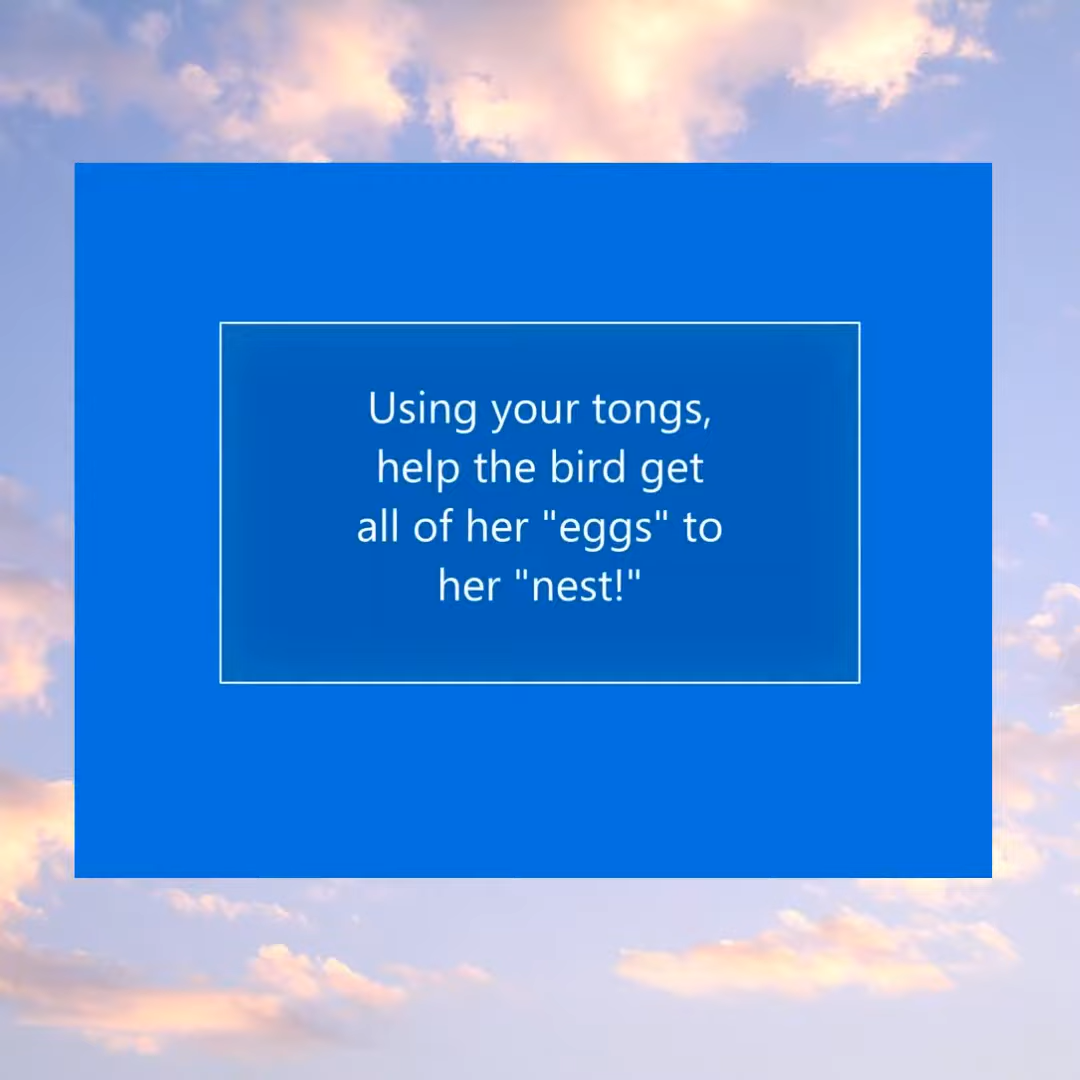 Using your tongs,
help the bird get
all of her "eggs" to
her "nest!"